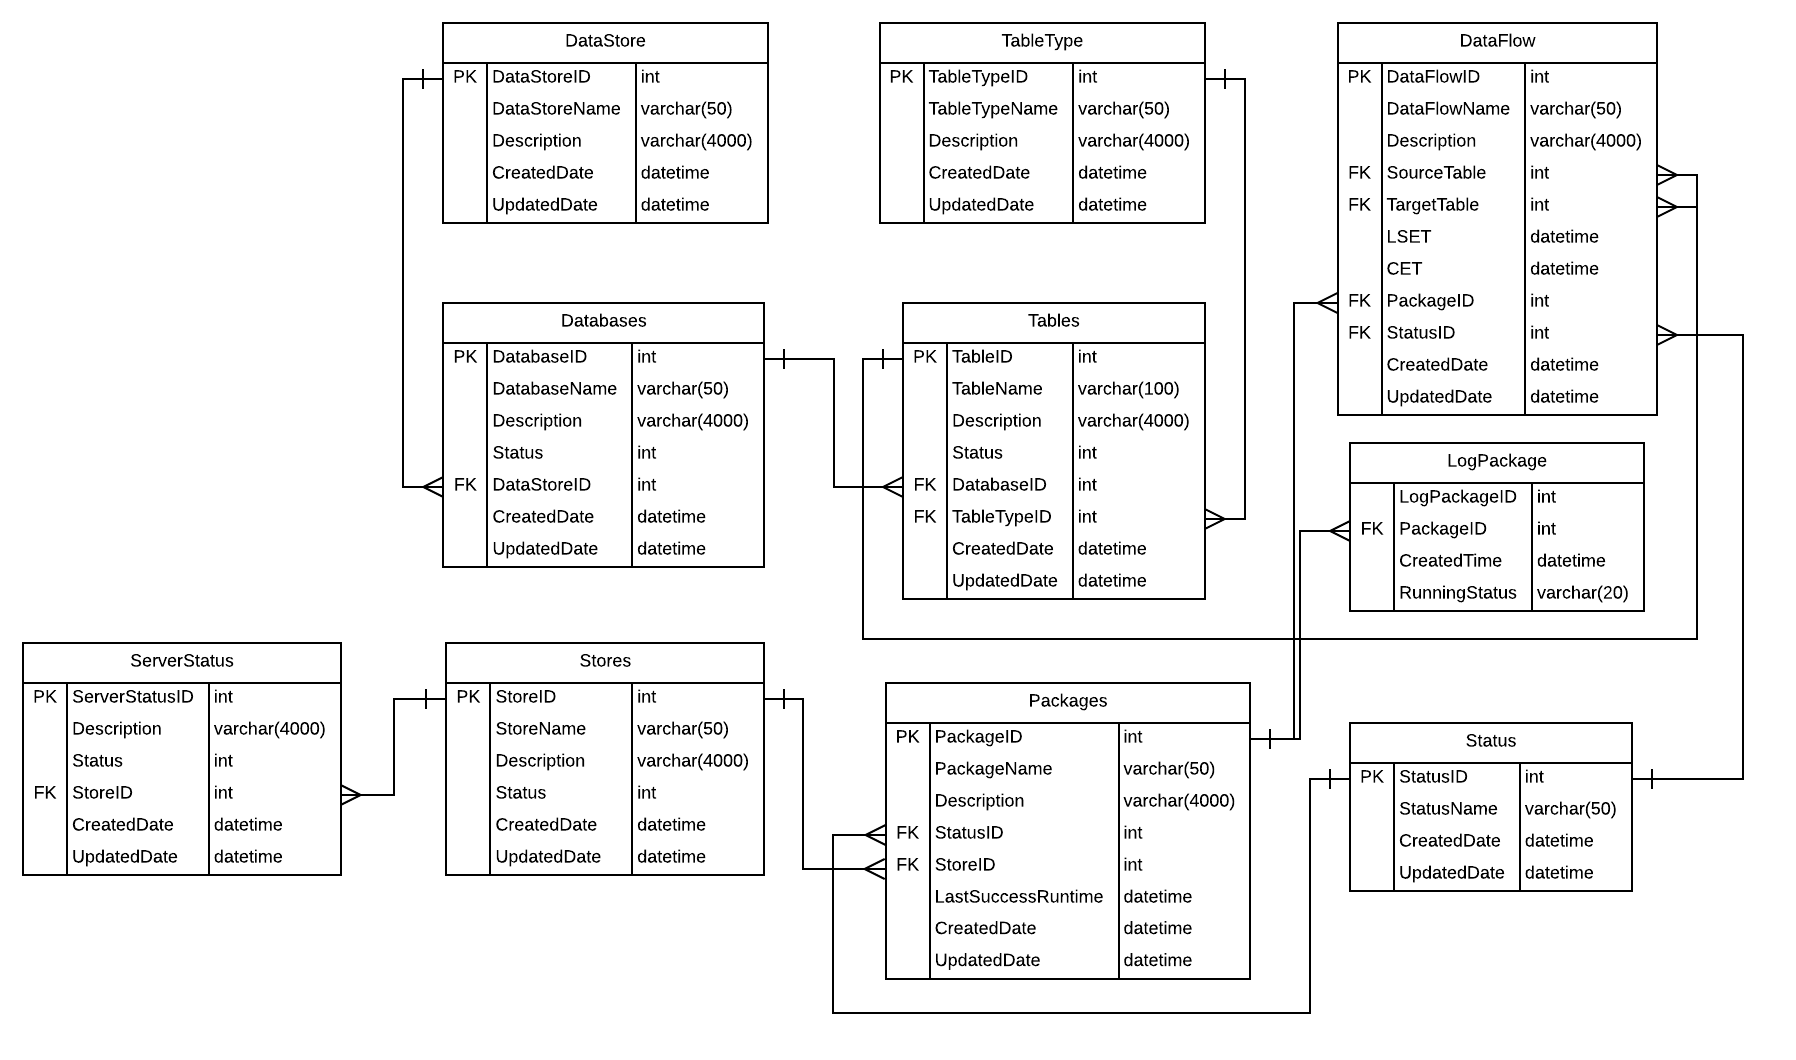 DataStore
PK DataStoreID int
DataStoreName varchar(50)
Description varchar(4000)
CreatedDate datetime
UpdatedDate datetime
TableType
PK TableTypeID int
TableTypeName varchar(50)
Description varchar(4000)
CreatedDate datetime
UpdatedDate datetime
DataFlow
PK DataFlowID int
DataFlowName varchar(50)
Description varchar(4000)
FK SourceTable int
FK TargetTable int
LSET datetime
CET datetime
FK PackageID int
FK StatusID int
CreatedDate datetime
UpdatedDate datetime
Databases
PK DatabaseID int
DatabaseName varchar(50)
Description varchar(4000)
Status int
FK DataStoreID int
CreatedDate datetime
UpdatedDate datetime
Tables
PK TableID int
TableName varchar(100)
Description varchar(4000)
Status int
FK DatabaseID int
FK TableTypeID int
CreatedDate datetime
UpdatedDate datetime
LogPackage
LogPackageID int
FK PackageID int
CreatedTime datetime
RunningStatus varchar(20)
ServerStatus
PK ServerStatusID int
Description varchar(4000)
Status int
FK StoreID int
CreatedDate datetime
UpdatedDate datetime
Stores
PK StoreID int
StoreName varchar(50)
Description varchar(4000)
Status int
CreatedDate datetime
UpdatedDate datetime
Packages
PK PackageID int
PackageName varchar(50)
Description varchar(4000)
FK StatusID int
FK StoreID int
LastSuccessRuntime datetime
CreatedDate datetime
UpdatedDate datetime
Status
PK StatusID int
StatusName varchar(50)
CreatedDate datetime
UpdatedDate datetime